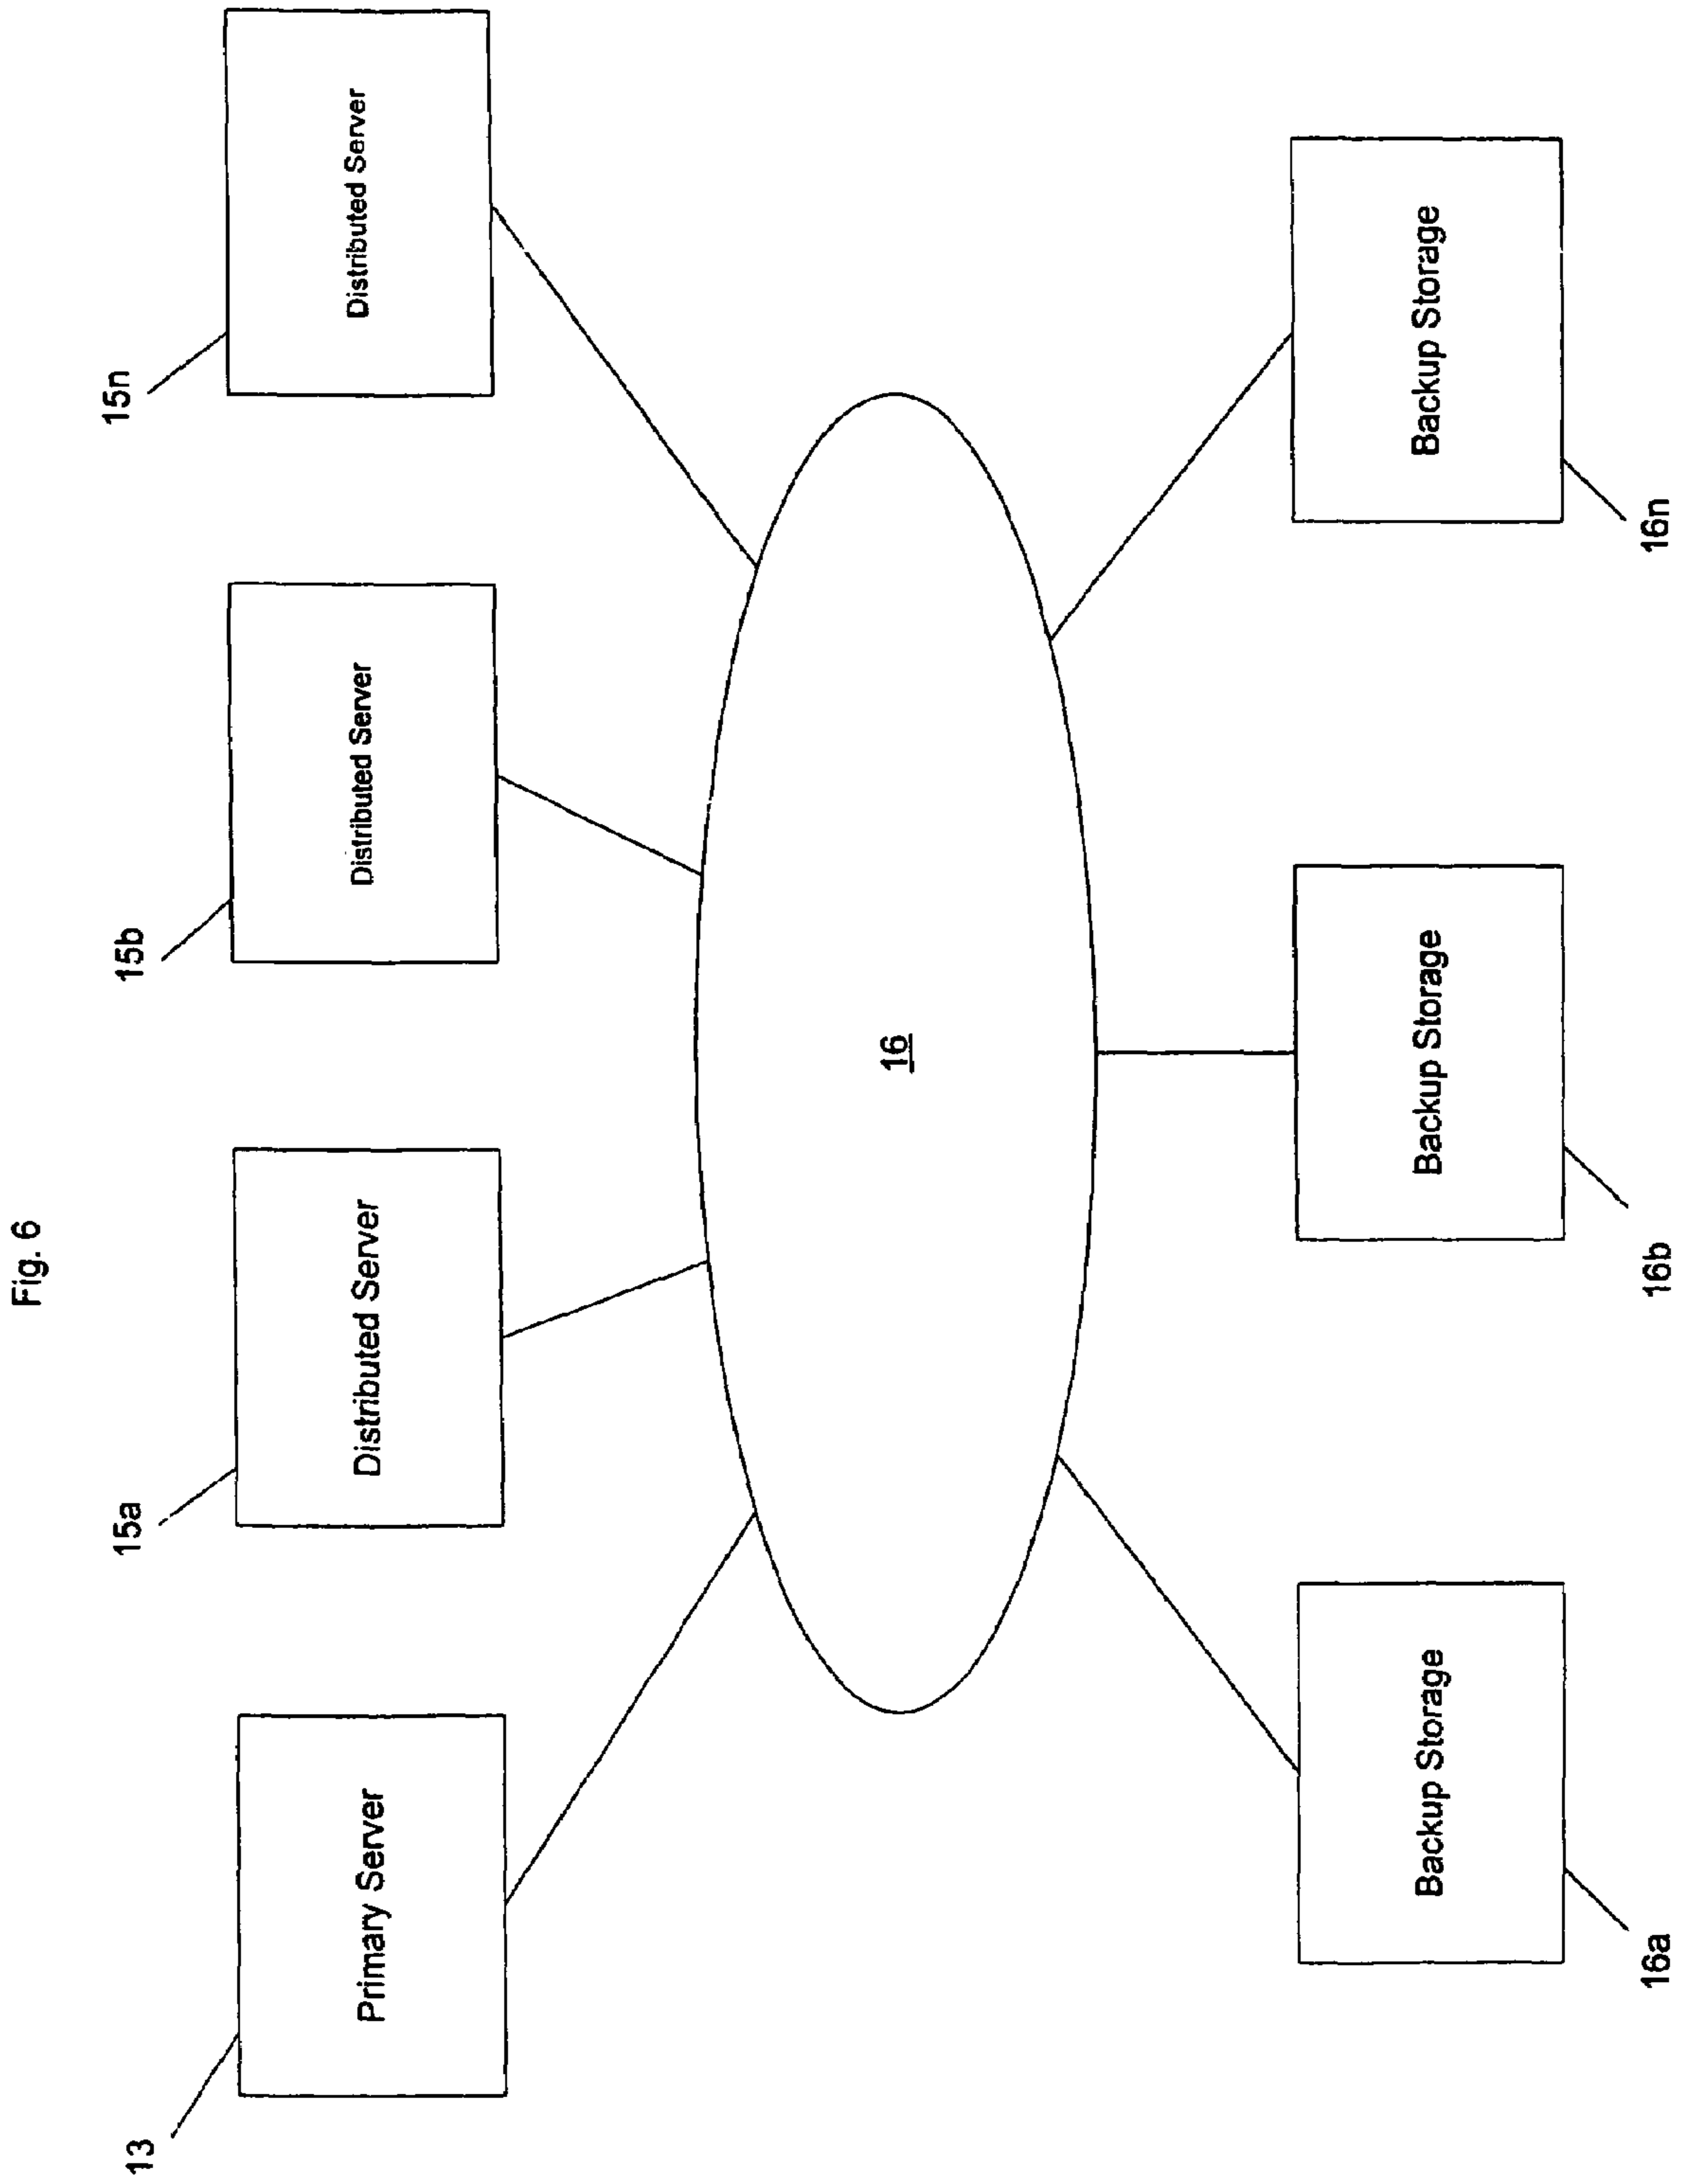 Fig. 6
13
15a
15b
15n
Primary Server
Distributed Server
Distributed Server
Distributed Server
16
Backup Storage
Backup Storage
Backup Storage
16a
16b
16n